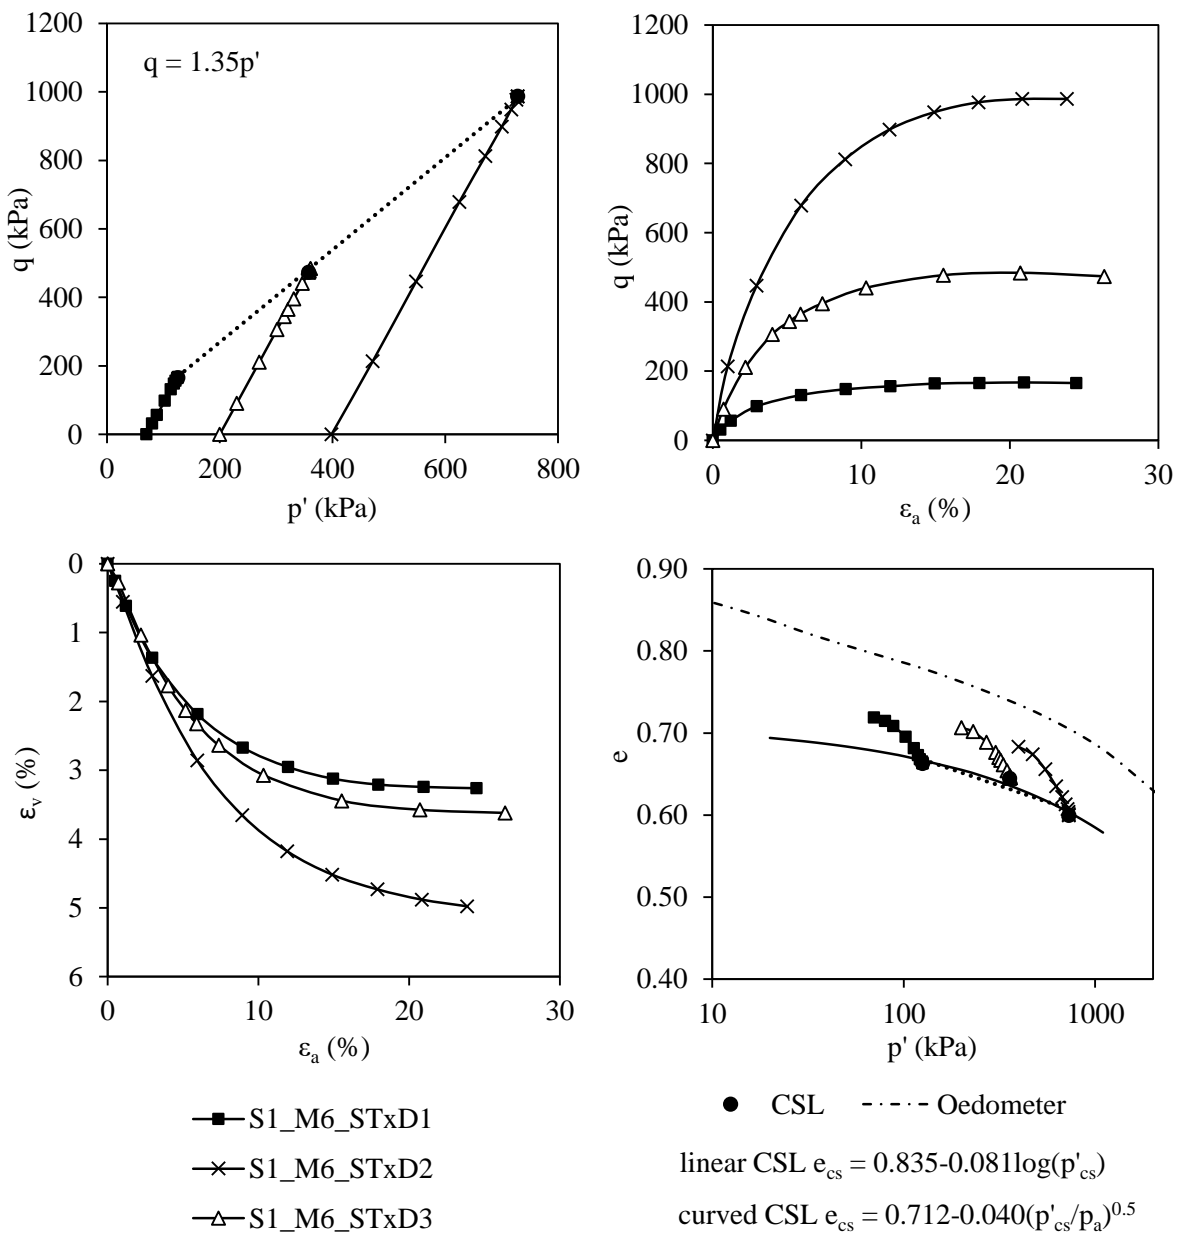 1200
1000
800
600
400
200
0
q (kPa)
q = 1.35p'
0
200
400
600
800
p' (kPa)
1200
1000
800
600
400
200
0
q (kPa)
0
10
20
30
εa (%)
0
1
2
3
4
5
6
εv (%)
0
10
20
30
εa (%)
0.90
0.80
0.70
0.60
0.50
0.40
e
10
100
1000
p' (kPa)
S1_M6_STxD1
S1_M6_STxD2
S1_M6_STxD3
CSL
Oedometer
linear CSL ecs = 0.835-0.081log(p'cs)
curved CSL ecs = 0.712-0.040(p'cs/pa)0.5